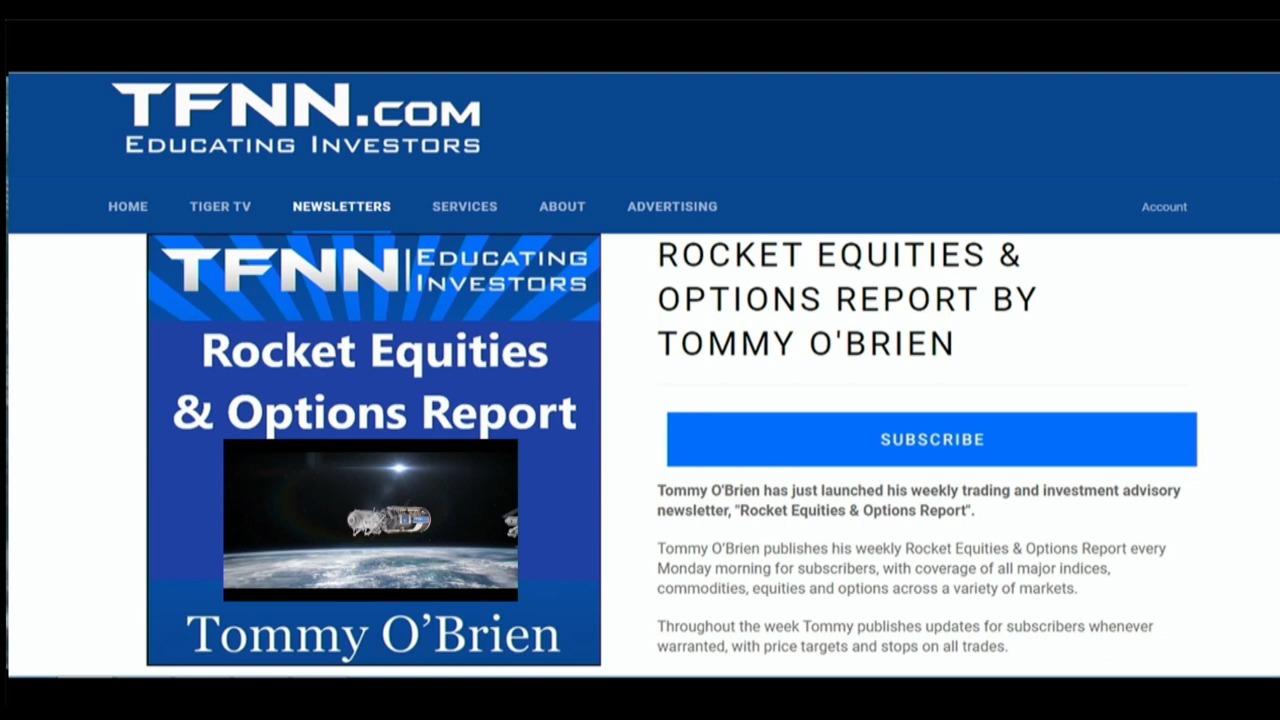 TFNN.COM
EDUCATING INVESTORS
HOME TIGER TV NEWSLETTERS SERVICES ABOUT ADVERTISING Account
TFNN EDUCATING
INVESTORS
Rocket Equities
& Options Report
Tommy O’Brien
ROCKET EQUITIES &
OPTIONS REPORT BY
TOMMY O'BRIEN
SUBSCRIBE
Tommy O'Brien has just launched his weekly trading and investment advisory
newsletter, "Rocket Equities & Options Report".
Tommy O’Brien publishes his weekly Rocket Equities & Options Report every
Monday morning for subscribers, with coverage of all major indices,
commodities, equities and options across a variety of markets.
Throughout the week Tommy publishes updates for subscribers whenever
warranted, with price targets and stops on all trades.